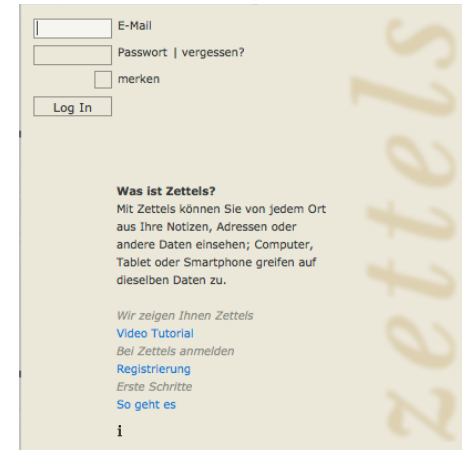 E-Mail
Passwort | vergessen?
merken
Log In
Was ist Zettels?
Mit Zettels können Sie von jedem Ort
aus Ihre Notizen, Adressen oder
andere Daten einsehen; Computer,
Tablet oder Smartphone greifen auf
dieselben Daten zu.
Wir zeigen Ihnen Zettels
Video Tutorial
Bei Zettels anmelden
Registrierung
Erste Schritte
So geht es
i
zettels